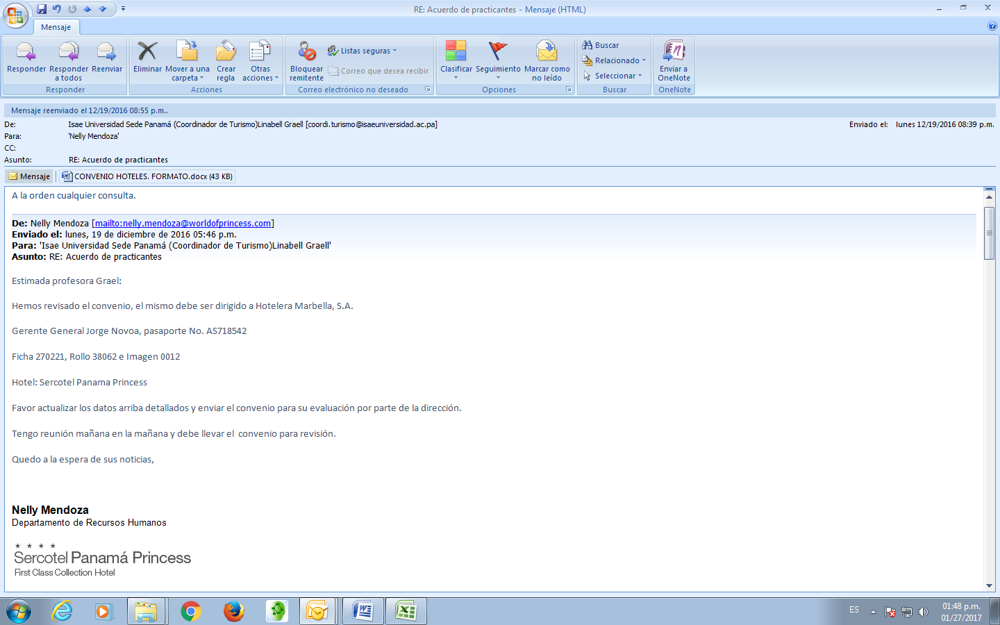 RE: Acuerdo de practicantes - Mensaje (HTML)
Mensaje
Responder
Responder a todos
Reenviar
Responder
Eliminar
Mover a una carpeta
Crear regla
Otras acciones
Acciones
Bloquear remitente
Listas seguras
Correo que desea recibir
Correo electrónico no deseado
Clasificar
Seguimiento
Marcar como no leído
Opciones
Buscar
Relacionado
Seleccionar
Buscar
Enviar a OneNote
OneNote
Mensaje reenviado el 12/19/2016 08:55 p.m..
De: Isae Universidad Sede Panamá (Coordinador de Turismo)Linabell Graell [coordi.turismo@isaeuniversidad.ac.pa] Enviado el: lunes 12/19/2016 08:39 p.m.
Para: 'Nelly Mendoza'
CC:
Asunto: RE: Acuerdo de practicantes
Mensaje CONVENIO HOTELES. FORMATO.docx (43 KB)
A la orden cualquier consulta.
De: Nelly Mendoza [mailto:nelly.mendoza@worldofprincess.com]
Enviado el: lunes, 19 de diciembre de 2016 05:46 p.m.
Para: 'Isae Universidad Sede Panamá (Coordinador de Turismo)Linabell Graell'
Asunto: RE: Acuerdo de practicantes
Estimada profesora Grael:
Hemos revisado el convenio, el mismo debe ser dirigido a Hotelera Marbella, S.A.
Gerente General Jorge Novoa, pasaporte No. AS718542
Ficha 270221, Rollo 38062 e Imagen 0012
Hotel: Sercotel Panama Princess
Favor actualizar los datos arriba detallados y enviar el convenio para su evaluación por parte de la dirección.
Tengo reunión mañana en la mañana y debe llevar el  convenio para revisión.
Quedo a la espera de sus noticias,
Nelly Mendoza
Departamento de Recursos Humanos
Sercotel Panamá Princess
First Class Collection Hotel
ES
01:48 p.m.
01/27/2017